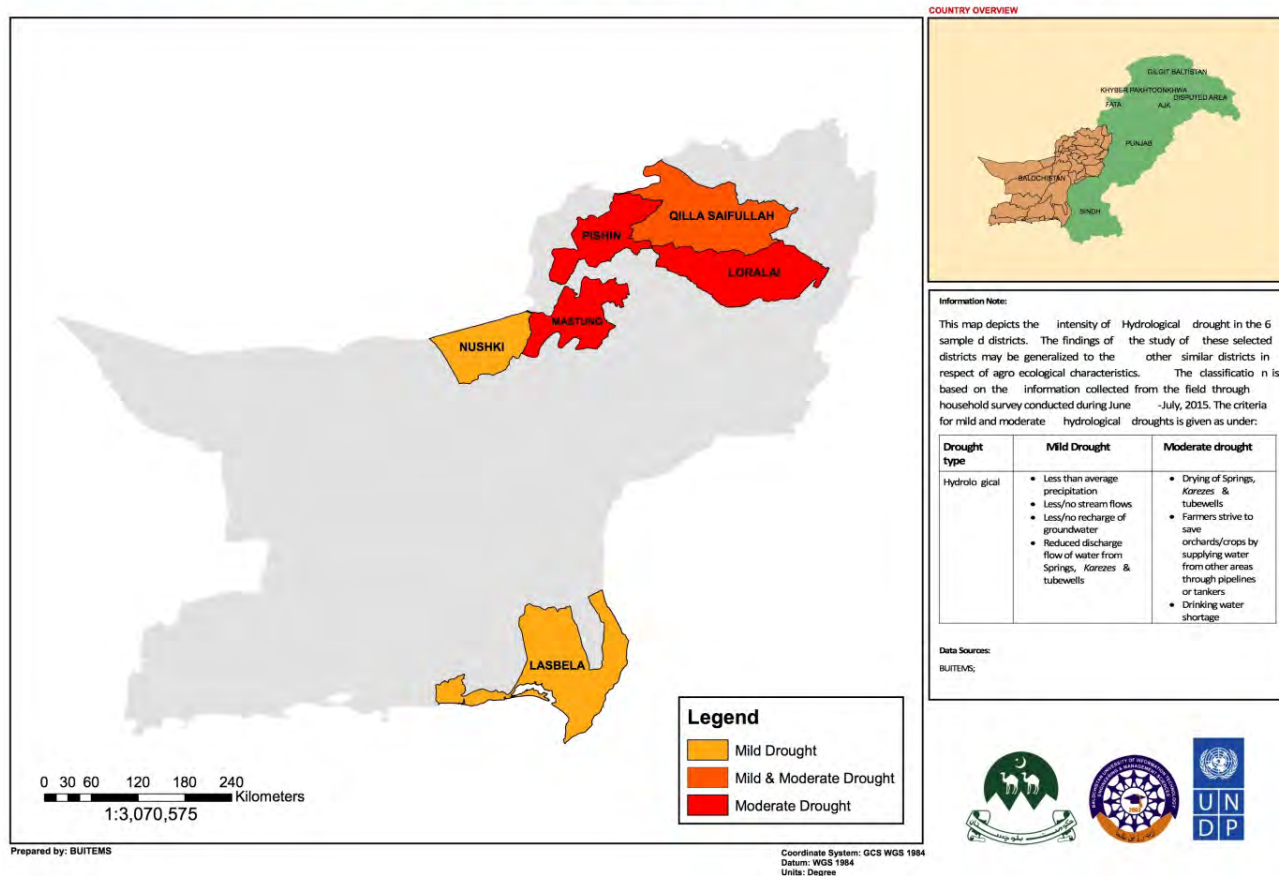 COUNTRY OVERVIEW
GILGIT BALTISTAN
KHYBER PAKHTOONKHWA
DISPUTED AREA
FATA
AJK
PUNJAB
BALOCHISTAN
SINDH
QILLA SAIFULLAH
PISHIN
LORALAI
MASTUNG
NUSHKI
LASBELA
Legend
Mild Drought
Mild & Moderate Drought
Moderate Drought
0 30 60 120 180 240
Kilometers
1:3,070,575
Prepared by: BUITEMS
Coordinate System: GCS WGS 1984
Datum: WGS 1984
Units: Degree
Information Note:
This map depicts the intensity of Hydrological drought in the 6
sample d districts. The findings of the study of these selected
districts may be generalized to the other similar districts in
respect of agro ecological characteristics. The classificatio n is
based on the information collected from the field through
household survey conducted during June -July, 2015. The criteria
for mild and moderate hydrological droughts is given as under:
Drought
type
Mild Drought
Moderate drought
Hydrolo gical
• Less than average
precipitation
• Less/no stream flows
• Less/no recharge of
groundwater
• Reduced discharge
flow of water from
Springs, Karezes &
tubewells
• Drying of Springs,
Karezes &
tubewells
• Farmers strive to
save
orchards/crops by
supplying water
from other areas
through pipelines
or tankers
• Drinking water
shortage
Data Sources:
BUITEMS;
U N
D P